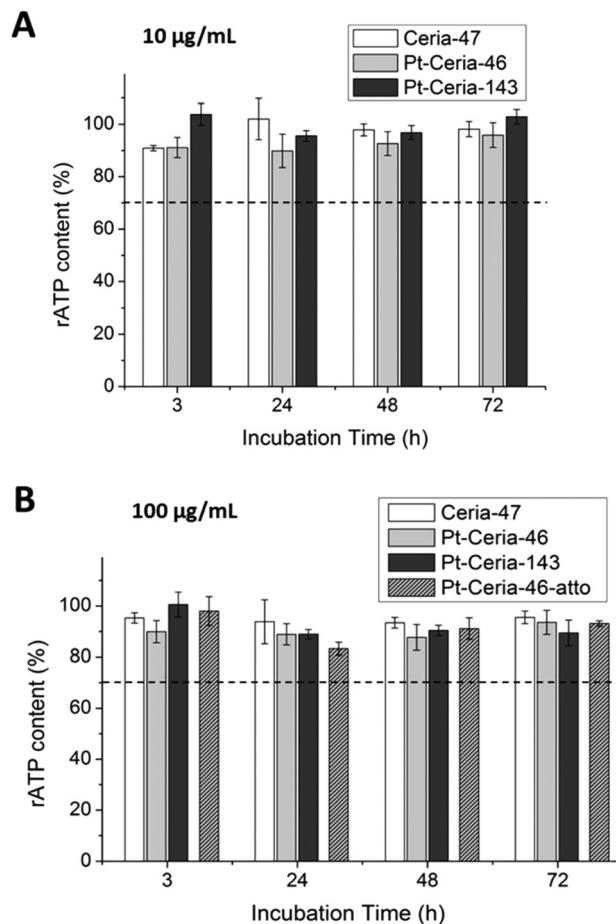 A
10 µg/mL
Ceria-47
Pt-Ceria-46
Pt-Ceria-143
rATP content (%)
100
80
60
40
20
0
3 24 48 72
Incubation Time (h)
B
100 µg/mL
Ceria-47
Pt-Ceria-46
Pt-Ceria-143
Pt-Ceria-46-atto
rATP content (%)
100
80
60
40
20
0
3 24 48 72
Incubation Time (h)